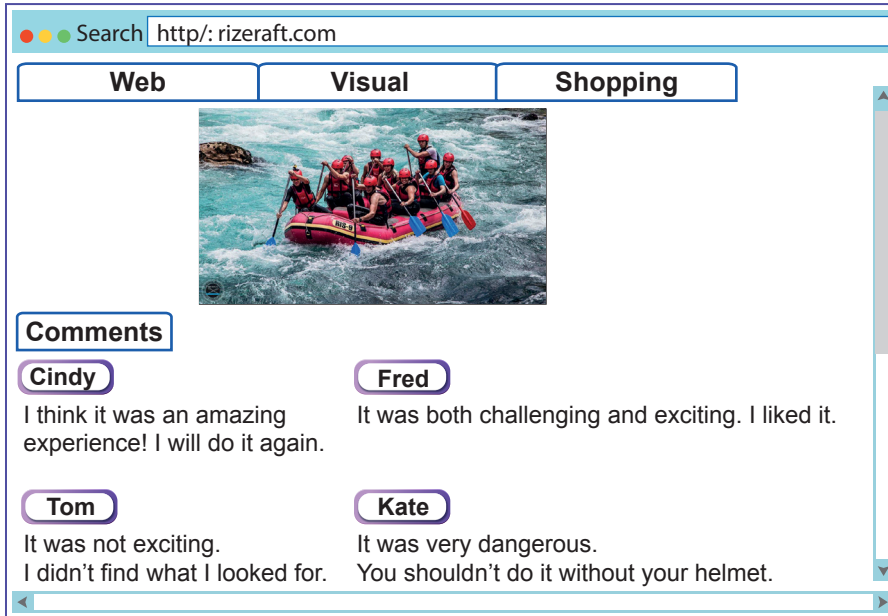 Search http/: rizeraft.com
Web Visual Shopping
RIS-9
Comments
Cindy
I think it was an amazing
experience! I will do it again.
Fred
It was both challenging and exciting. I liked it.
Tom
It was not exciting.
I didn't find what I looked for.
Kate
It was very dangerous.
You shouldn't do it without your helmet.